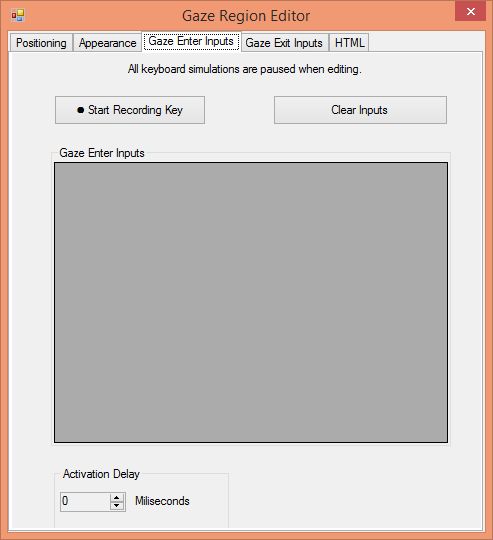 Gaze Region Editor
Positioning Appearance Gaze Enter Inputs Gaze Exit Inputs HTML
All keyboard simulations are paused when editing.
Start Recording Key Clear Inputs
Gaze Enter Inputs
Activation Delay
0 Miliseconds